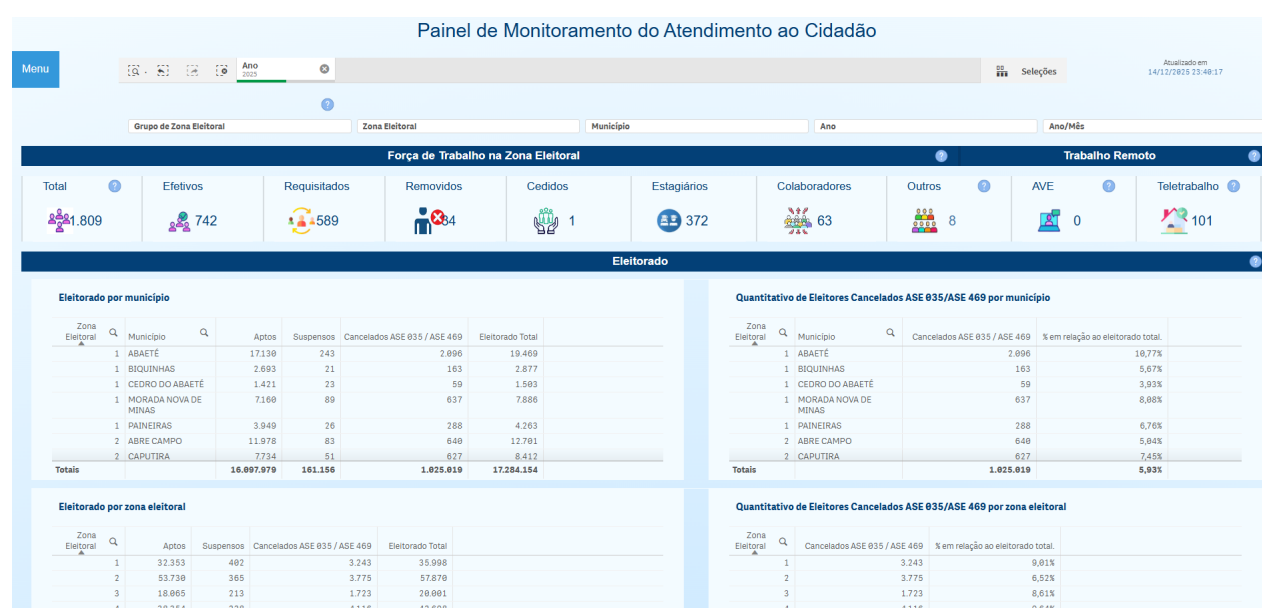 Painel de Monitoramento do Atendimento ao Cidadão
Menu
Ano
2025
Seleções
Atualizado em
14/12/2025 23:40:17
?
Grupo de Zona Eleitoral Zona Eleitoral Município Ano Ano/Mês
Força de Trabalho na Zona Eleitoral ? Trabalho Remoto ?
Total ? Efetivos Requisitados Removidos Cedidos Estagiários Colaboradores Outros ? AVE ? Teletrabalho ?
1.809 742 589 34 1 372 63 8 0 101
Eleitorado ?
Eleitorado por município
Zona Eleitoral Município Aptos Suspensos Cancelados ASE 035 / ASE 469 Eleitorado Total
1 ABAETÉ 17.130 243 2.096 19.469
1 BIQUINHAS 2.693 21 163 2.877
1 CEDRO DO ABAETÉ 1.421 23 59 1.503
1 MORADA NOVA DE MINAS 7.160 89 637 7.886
1 PAINEIRAS 3.949 26 288 4.263
2 ABRE CAMPO 11.978 83 640 12.701
2 CAPUTIRA 7.734 51 627 8.412
Totais 16.097.979 161.156 1.025.019 17.284.154
Quantitativo de Eleitores Cancelados ASE 035/ASE 469 por município
Zona Eleitoral Município Cancelados ASE 035 / ASE 469 % em relação ao eleitorado total.
1 ABAETÉ 2.096 10,77%
1 BIQUINHAS 163 5,67%
1 CEDRO DO ABAETÉ 59 3,93%
1 MORADA NOVA DE MINAS 637 8,08%
1 PAINEIRAS 288 6,76%
2 ABRE CAMPO 640 5,04%
2 CAPUTIRA 627 7,45%
Totais 1.025.019 5,93%
Eleitorado por zona eleitoral
Zona Eleitoral Aptos Suspensos Cancelados ASE 035 / ASE 469 Eleitorado Total
1 32.353 402 3.243 35.998
2 53.730 365 3.775 57.870
3 18.065 213 1.723 20.001
Quantitativo de Eleitores Cancelados ASE 035/ASE 469 por zona eleitoral
Zona Eleitoral Cancelados ASE 035 / ASE 469 % em relação ao eleitorado total.
1 3.243 9,01%
2 3.775 6,52%
3 1.723 8,61%